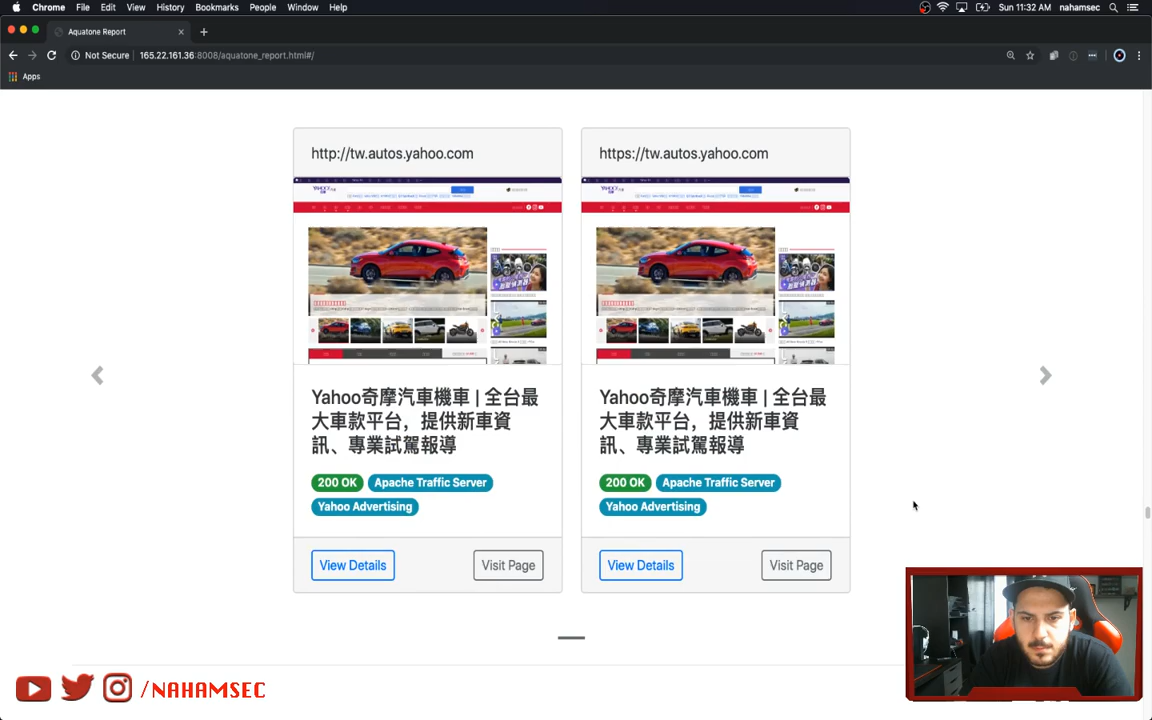 Chrome File Edit View History Bookmarks People Window Help Sun 11:32 AM nahamsec
Aquatone Report
Not Secure 165.22.161.36:8008/aquatone_report.html#/
Apps
http://tw.autos.yahoo.com
https://tw.autos.yahoo.com
Yahoo奇摩汽車機車 | 全台最
大車款平台，提供新車資
訊、專業試駕報導
Yahoo奇摩汽車機車 | 全台最
大車款平台，提供新車資
訊、專業試駕報導
200 OK Apache Traffic Server
Yahoo Advertising
200 OK Apache Traffic Server
Yahoo Advertising
View Details Visit Page
View Details Visit Page
/NAHAMSEC